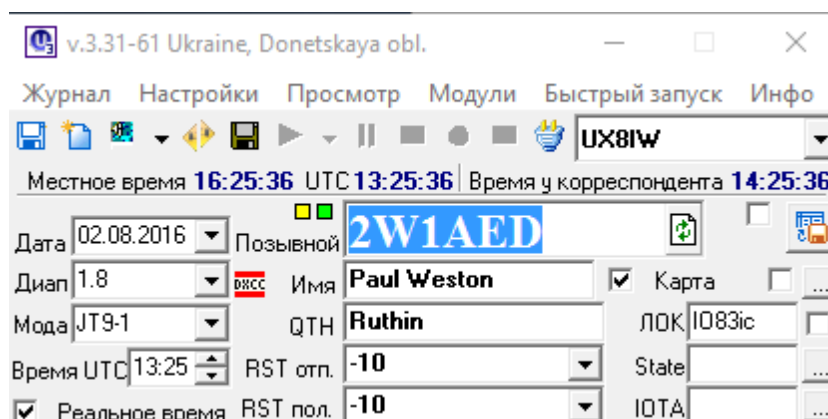 v.3.31-61 Ukraine, Donetskaya obl.
Журнал Настройки Просмотр Модули Быстрый запуск Инфо
UX8IW
Местное время 16:25:36 UTC 13:25:36 Время у корреспондента 14:25:36
Дата 02.08.2016 Позывной 2W1AED
Диап 1.8 DXCC Имя Paul Weston Карта ...
Мода JT9-1 QTH Ruthin ЛОК IO83ic
Время UTC 13:25 RST отп. -10 State ...
Реальное время RST пол. -10 IOTA ...